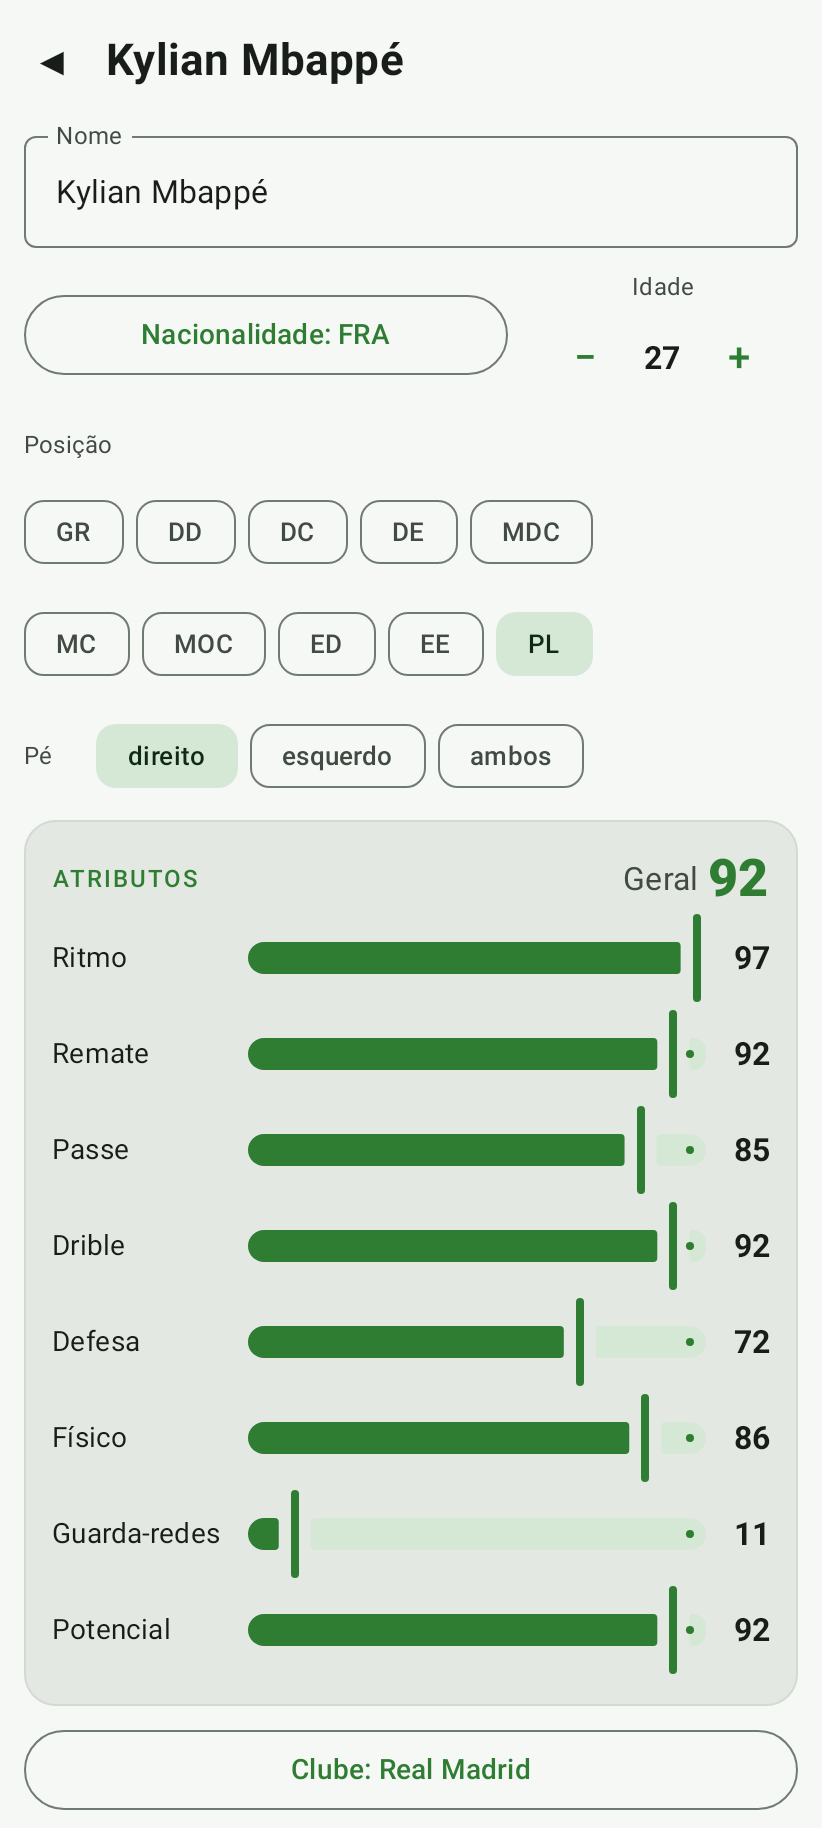 ◄ Kylian Mbappé
Nome
Kylian Mbappé
Nacionalidade: FRA
Idade
− 27 +
Posição
GR DD DC DE MDC
MC MOC ED EE PL
Pé direito esquerdo ambos
ATRIBUTOS Geral 92
Ritmo 97
Remate 92
Passe 85
Drible 92
Defesa 72
Físico 86
Guarda-redes 11
Potencial 92
Clube: Real Madrid